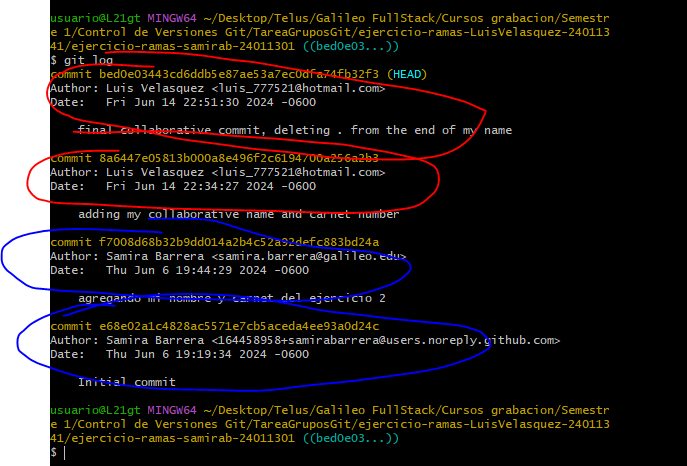 usuario@L21gt MINGW64 ~/Desktop/Telus/Galileo FullStack/Cursos grabacion/Semestr
e 1/Control de Versiones Git/TareaGruposGit/ejercicio-ramas-LuisVelasquez-240113
41/ejercicio-ramas-samirab-24011301 ((bed0e03...))
$ git log
commit bed0e03443cd6ddb5e87ae53a7ec0dfa74fb32f3 (HEAD)
Author: Luis Velasquez <luis_777521@hotmail.com>
Date:   Fri Jun 14 22:51:30 2024 -0600
final collaborative commit, deleting . from the end of my name
commit 8a6447e05813b000a8e496f2c6194700a256a2b3
Author: Luis Velasquez <luis_777521@hotmail.com>
Date:   Fri Jun 14 22:34:27 2024 -0600
adding my collaborative name and carnet number
commit f7008d68b32b9dd014a2b4c52a92defc883bd24a
Author: Samira Barrera <samira.barrera@galileo.edu>
Date:   Thu Jun 6 19:44:29 2024 -0600
agregando mi nombre y carnet del ejercicio 2
commit e68e02a1c4828ac5571e7cb5aceda4ee93a0d24c
Author: Samira Barrera <164458958+samirabarrera@users.noreply.github.com>
Date:   Thu Jun 6 19:19:34 2024 -0600
Initial commit
usuario@L21gt MINGW64 ~/Desktop/Telus/Galileo FullStack/Cursos grabacion/Semestr
e 1/Control de Versiones Git/TareaGruposGit/ejercicio-ramas-LuisVelasquez-240113
41/ejercicio-ramas-samirab-24011301 ((bed0e03...))
$